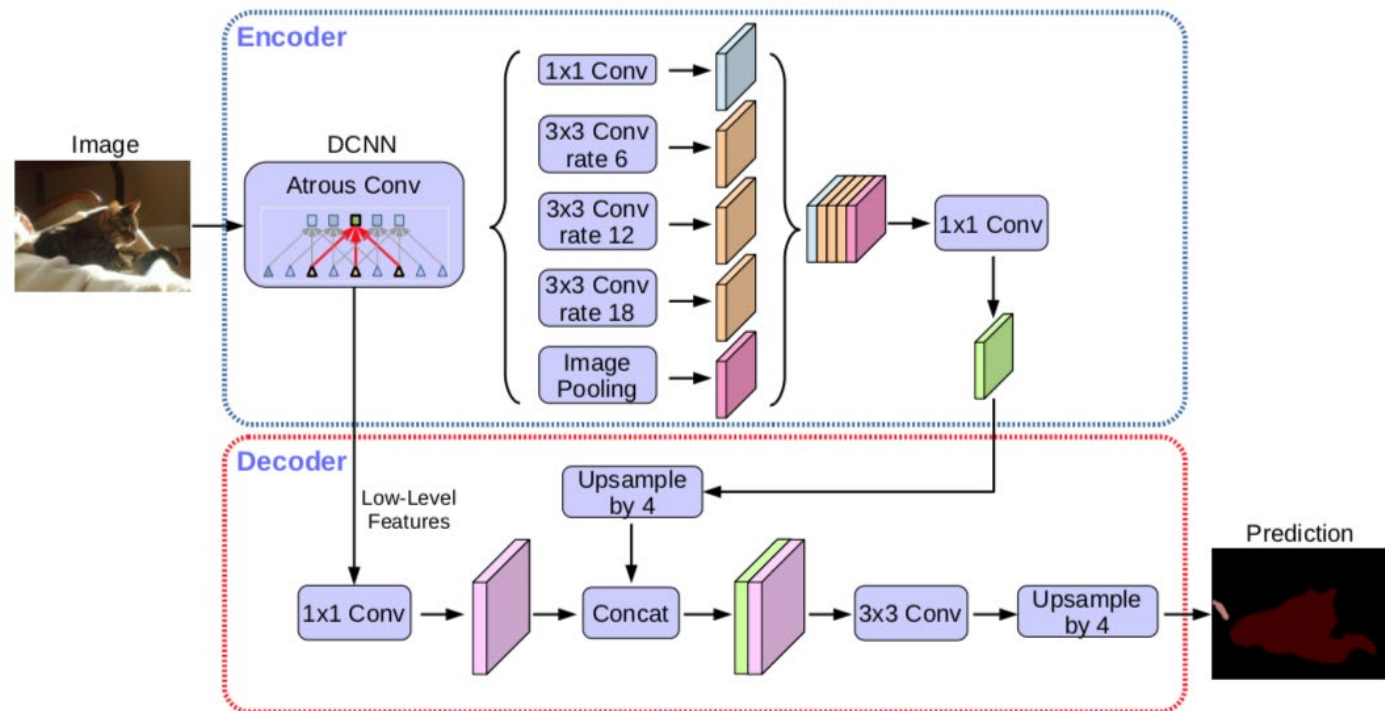 Encoder
Image
DCNN
Atrous Conv
1x1 Conv
3x3 Conv
rate 6
3x3 Conv
rate 12
3x3 Conv
rate 18
Image
Pooling
1x1 Conv
Decoder
Low-Level
Features
Upsample
by 4
1x1 Conv
Concat
3x3 Conv
Upsample
by 4
Prediction